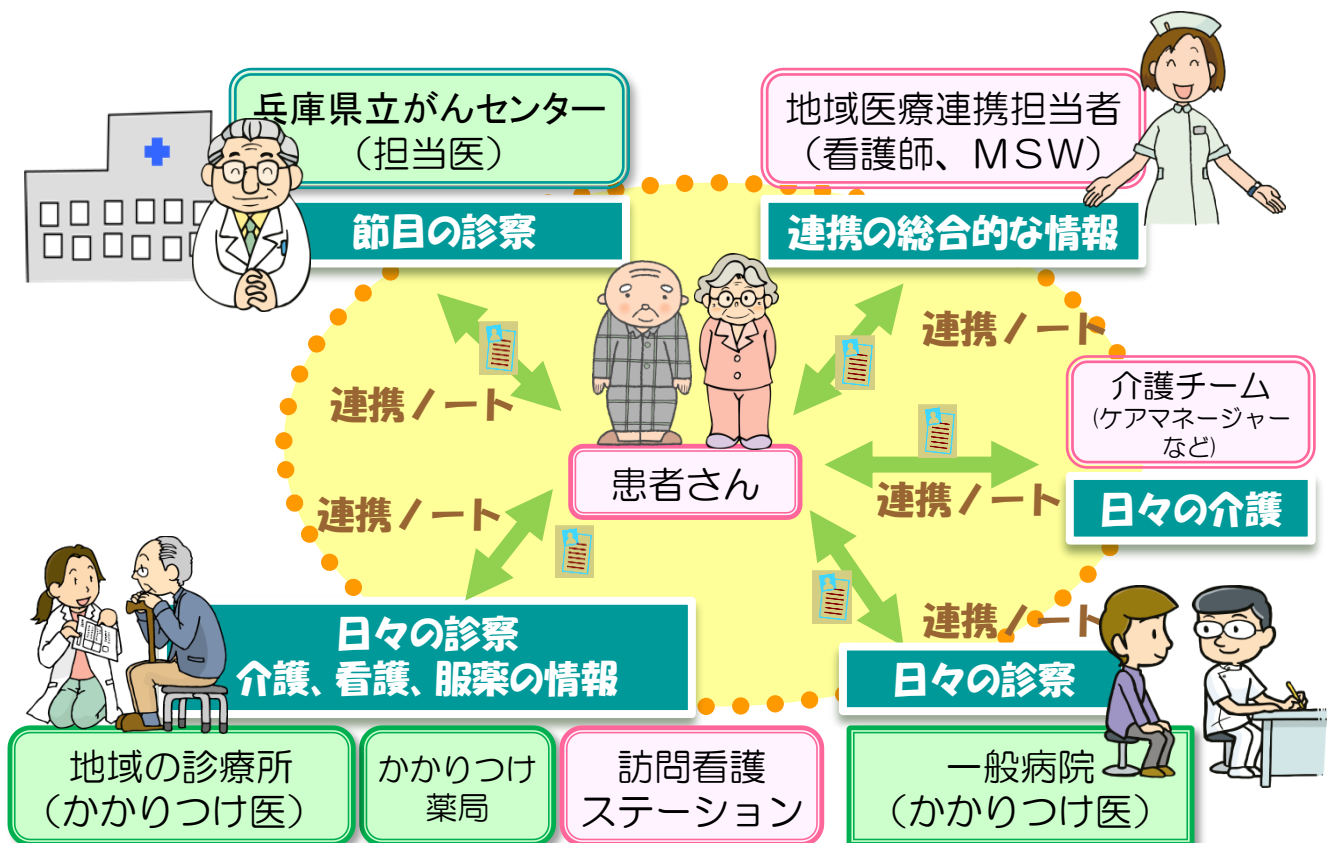 兵庫県立がんセンター
（担当医）
節目の診察
地域医療連携担当者
（看護師、ＭＳＷ）
連携の総合的な情報
連携ノート
連携ノート
介護チーム
(ケアマネージャー
など)
日々の介護
患者さん
連携ノート
連携ノート
連携ノート
日々の診察
介護、看護、服薬の情報
日々の診察
地域の診療所
（かかりつけ医）
かかりつけ
薬局
訪問看護
ステーション
一般病院
（かかりつけ医）